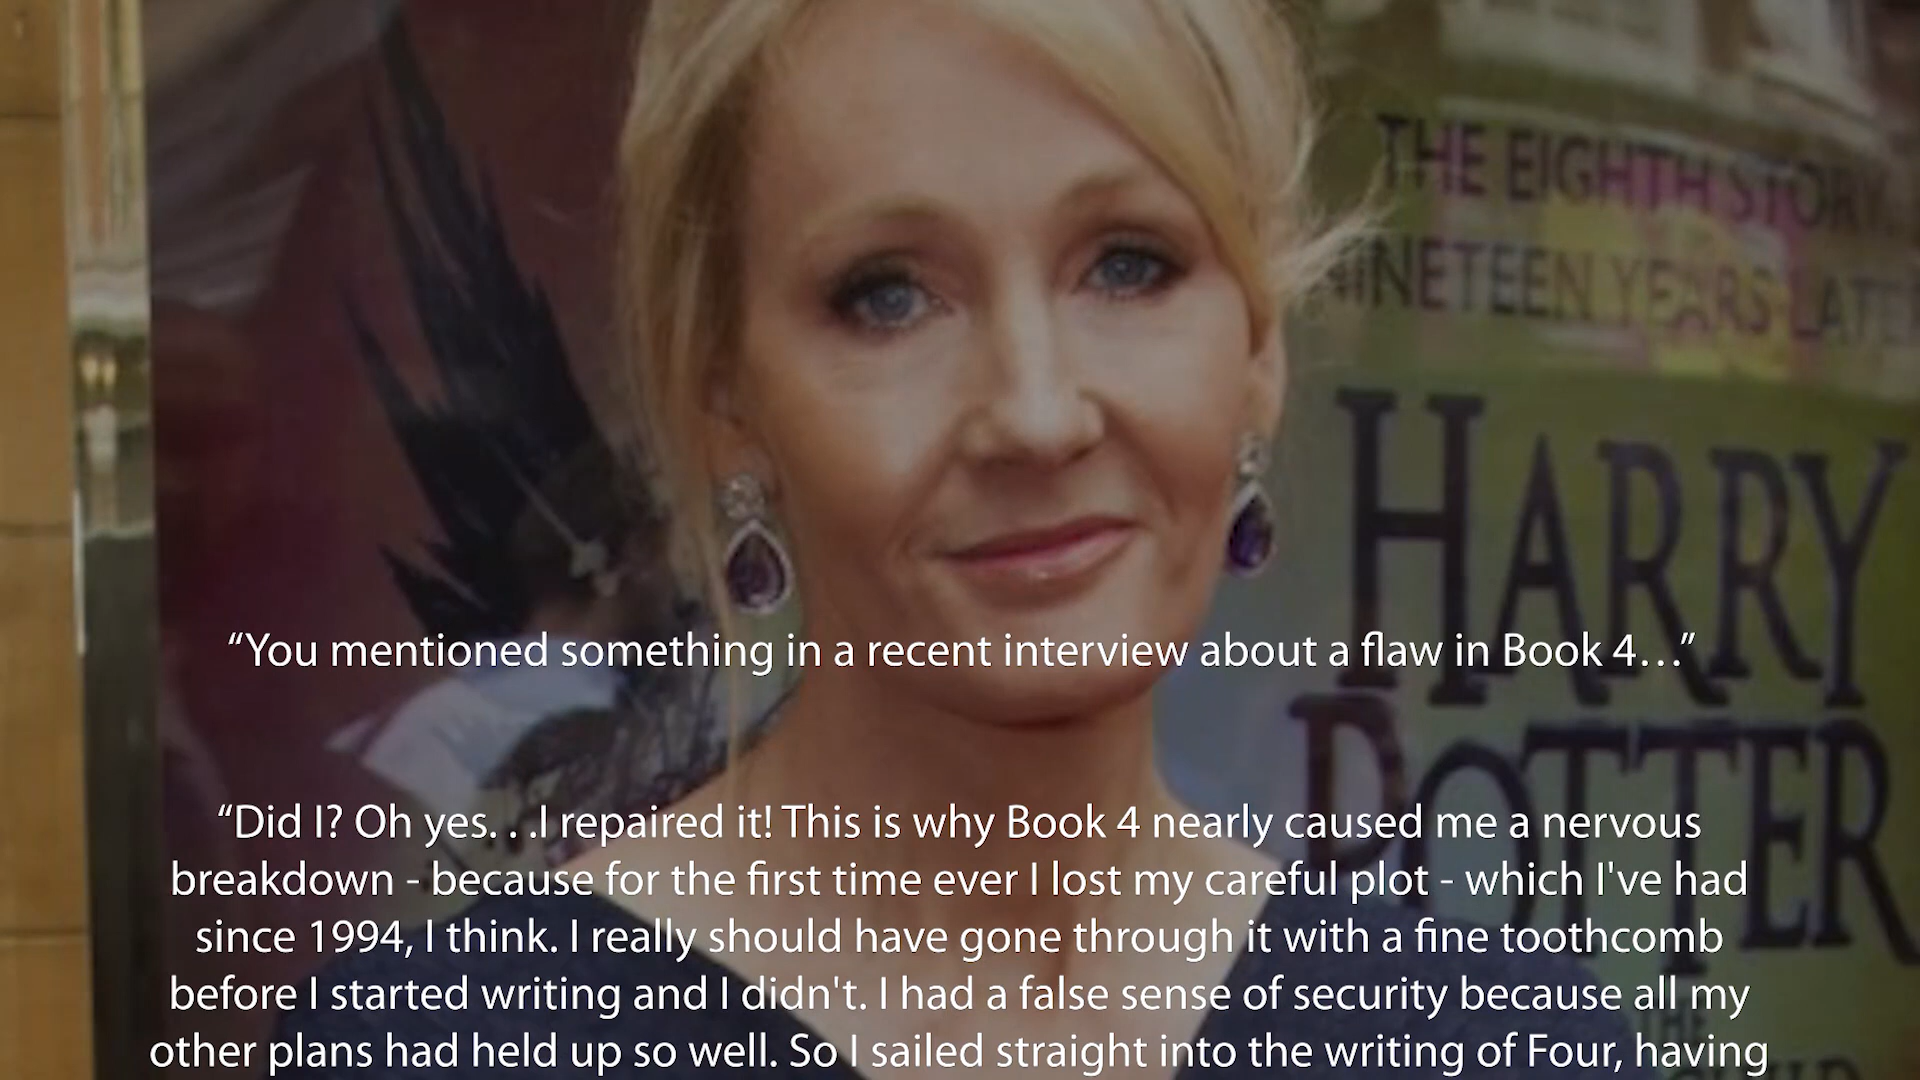 THE EIGHTH STORY
NINETEEN YEARS
HARRY
POTTER
“You mentioned something in a recent interview about a flaw in Book 4…”
“Did I? Oh yes. . .I repaired it! This is why Book 4 nearly caused me a nervous
breakdown - because for the first time ever I lost my careful plot - which I've had
since 1994, I think. I really should have gone through it with a fine toothcomb
before I started writing and I didn't. I had a false sense of security because all my
other plans had held up so well. So I sailed straight into the writing of Four, having